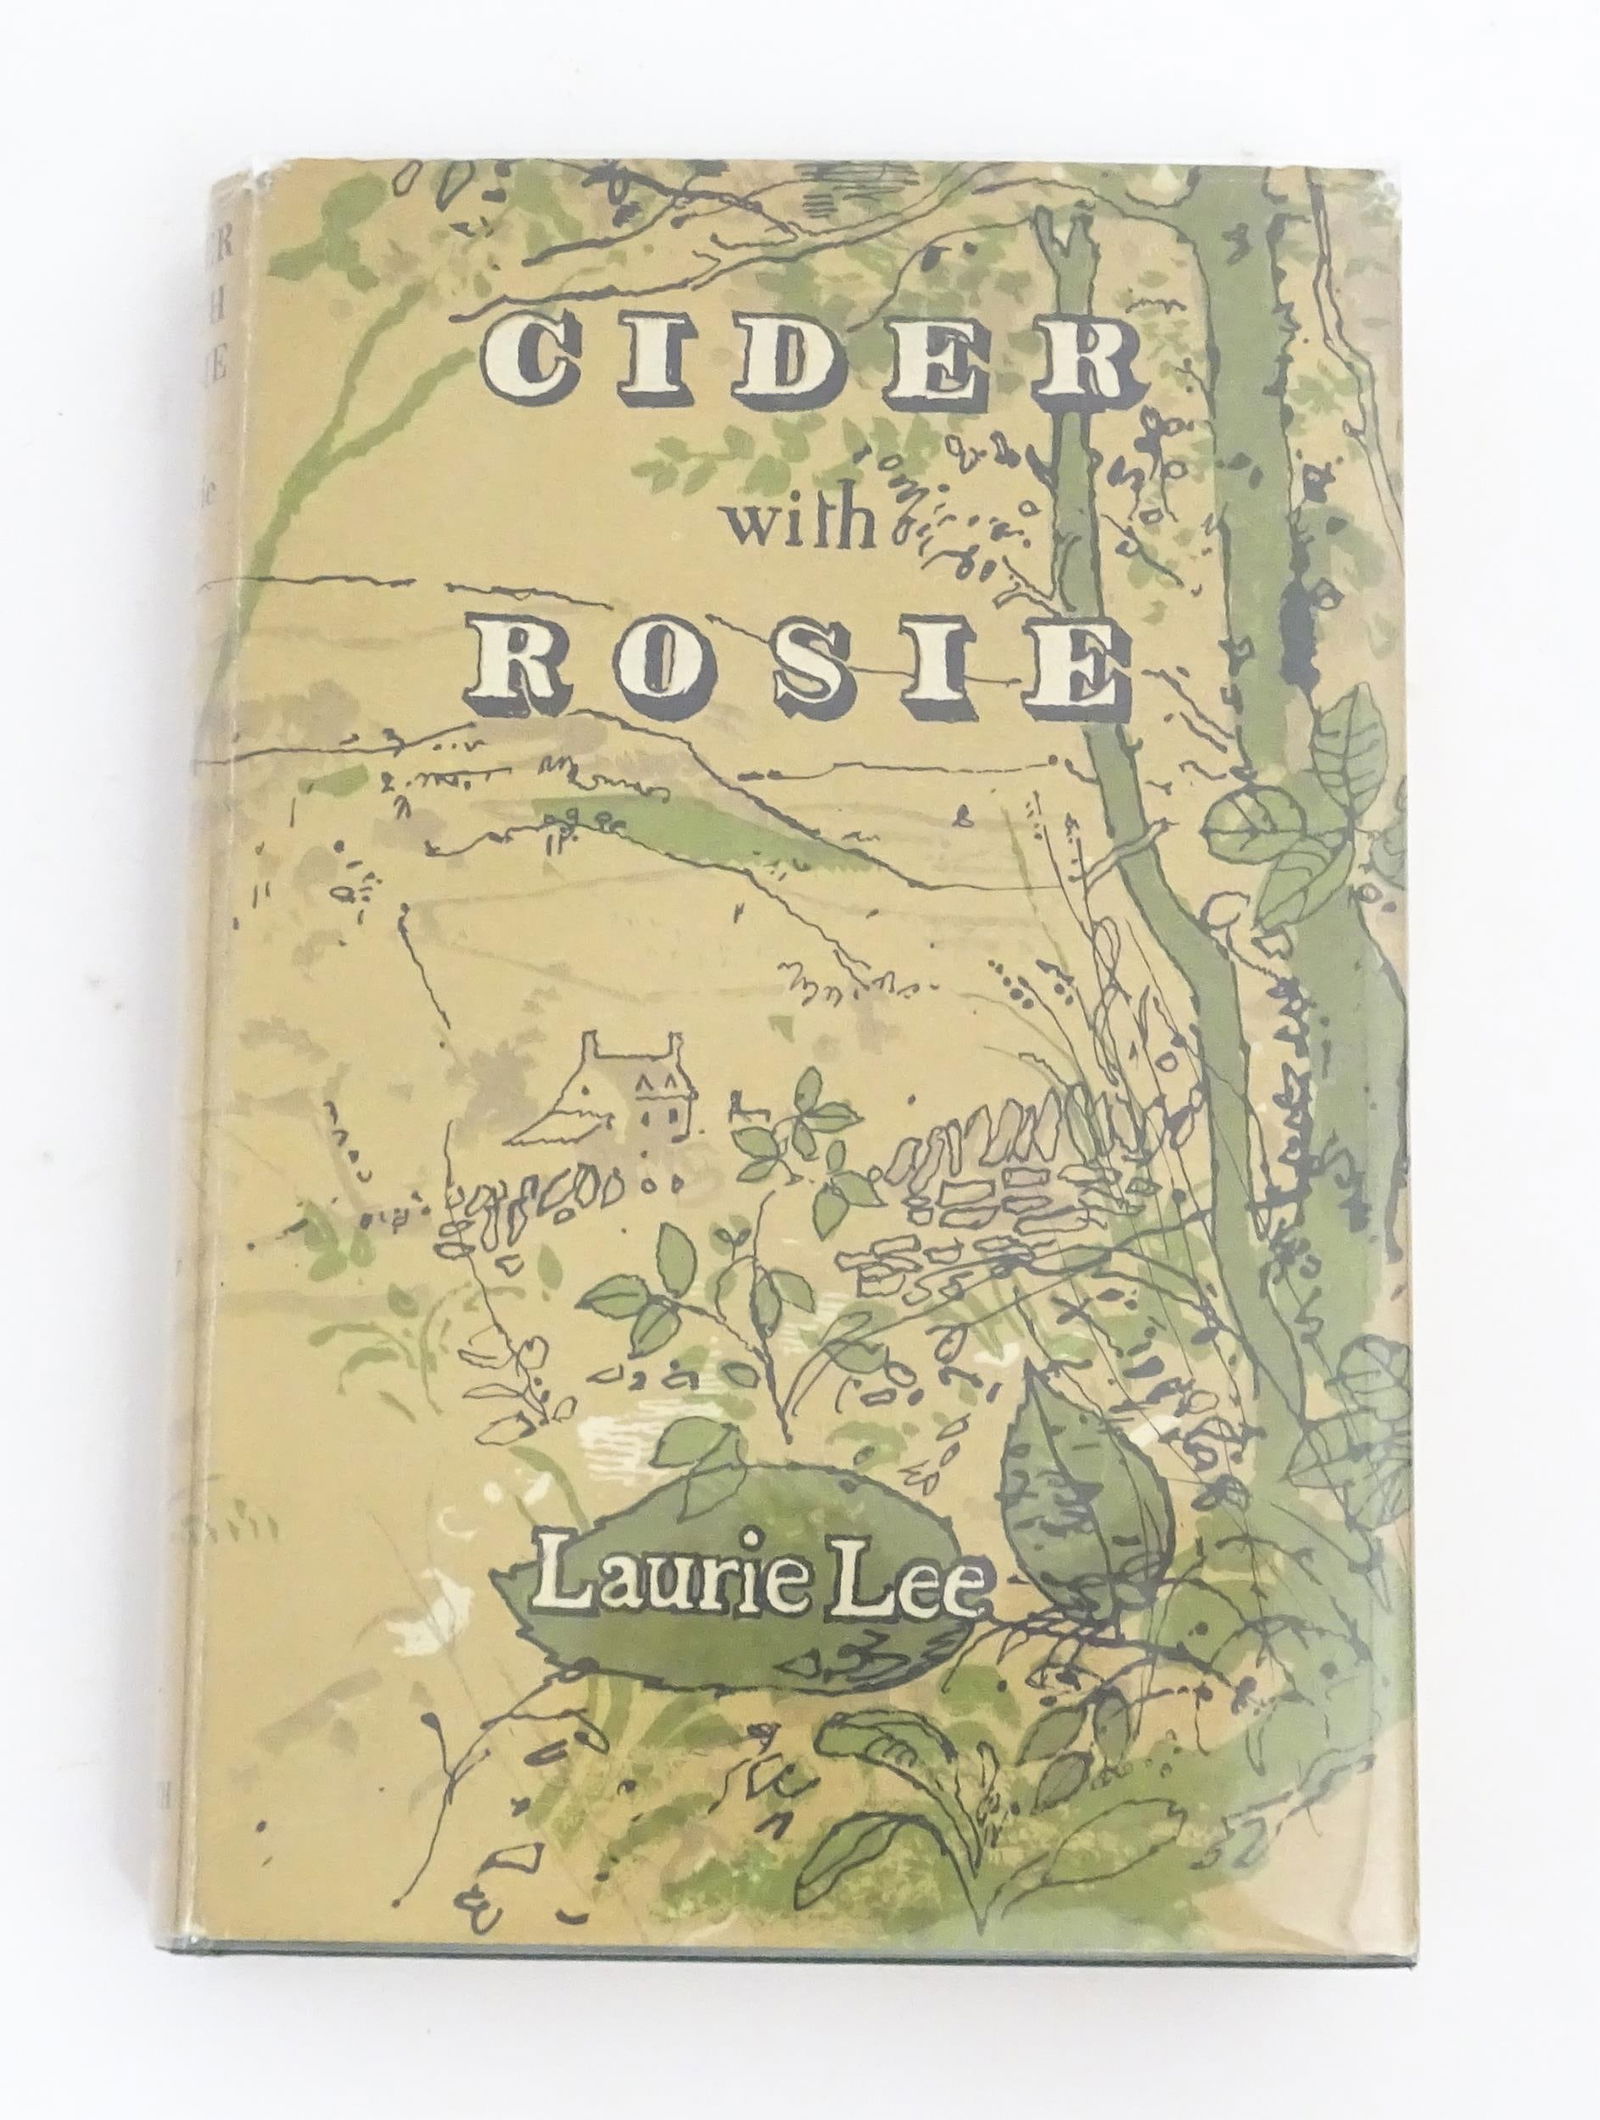 CIDER
with
ROSIE
Laurie Lee